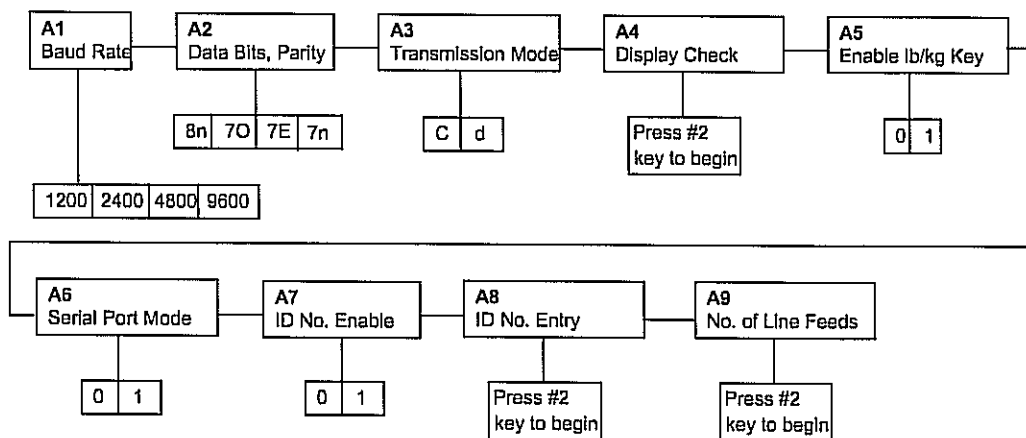 A1
Baud Rate
A2
Data Bits, Parity
A3
Transmission Mode
A4
Display Check
A5
Enable lb/kg Key
8n 7O 7E 7n
C d
Press #2
key to begin
0 1
1200 2400 4800 9600
A6
Serial Port Mode
A7
ID No. Enable
A8
ID No. Entry
A9
No. of Line Feeds
0 1
0 1
Press #2
key to begin
Press #2
key to begin